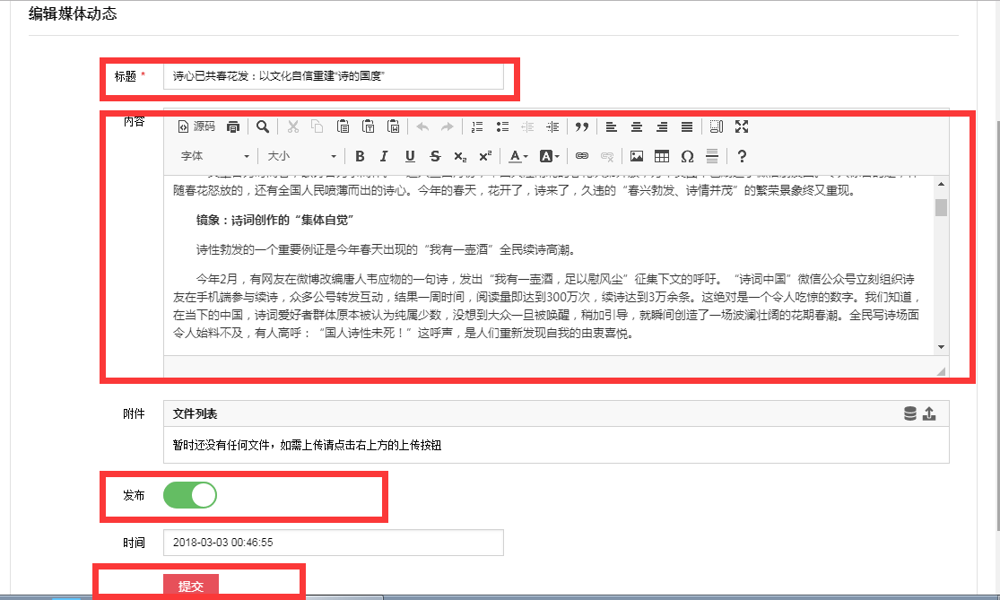 编辑媒体动态
标题 *
诗心已共春花发：以文化自信重建“诗的国度”
内容
源码
字体 大小 B I U S x₂ x² A A Ω ?
随春花怒放的，还有全国人民喷薄而出的诗心。今年的春天，花开了，诗来了，久违的“春兴勃发、诗情并茂”的繁荣景象终又重现。
镜象：诗词创作的“集体自觉”
诗性勃发的一个重要例证是今年春天出现的“我有一壶酒”全民续诗高潮。
今年2月，有网友在微博改编唐人韦应物的一句诗，发出“我有一壶酒，足以慰风尘”征集下文的呼吁。“诗词中国”微信公众号立刻组织诗
友在手机端参与续诗，众多公号转发互动，结果一周时间，阅读量即达到300万次，续诗达到3万余条。这绝对是一个令人吃惊的数字。我们知道，
在当下的中国，诗词爱好者群体原本被认为纯属少数，没想到大众一旦被唤醒，稍加引导，就瞬间创造了一场波澜壮阔的花期春潮。全民写诗场面
令人始料不及，有人高呼：“国人诗性未死！”这呼声，是人们重新发现自我的由衷喜悦。
附件
文件列表
暂时还没有任何文件，如需上传请点击右上方的上传按钮
发布
时间
2018-03-03 00:46:55
提交